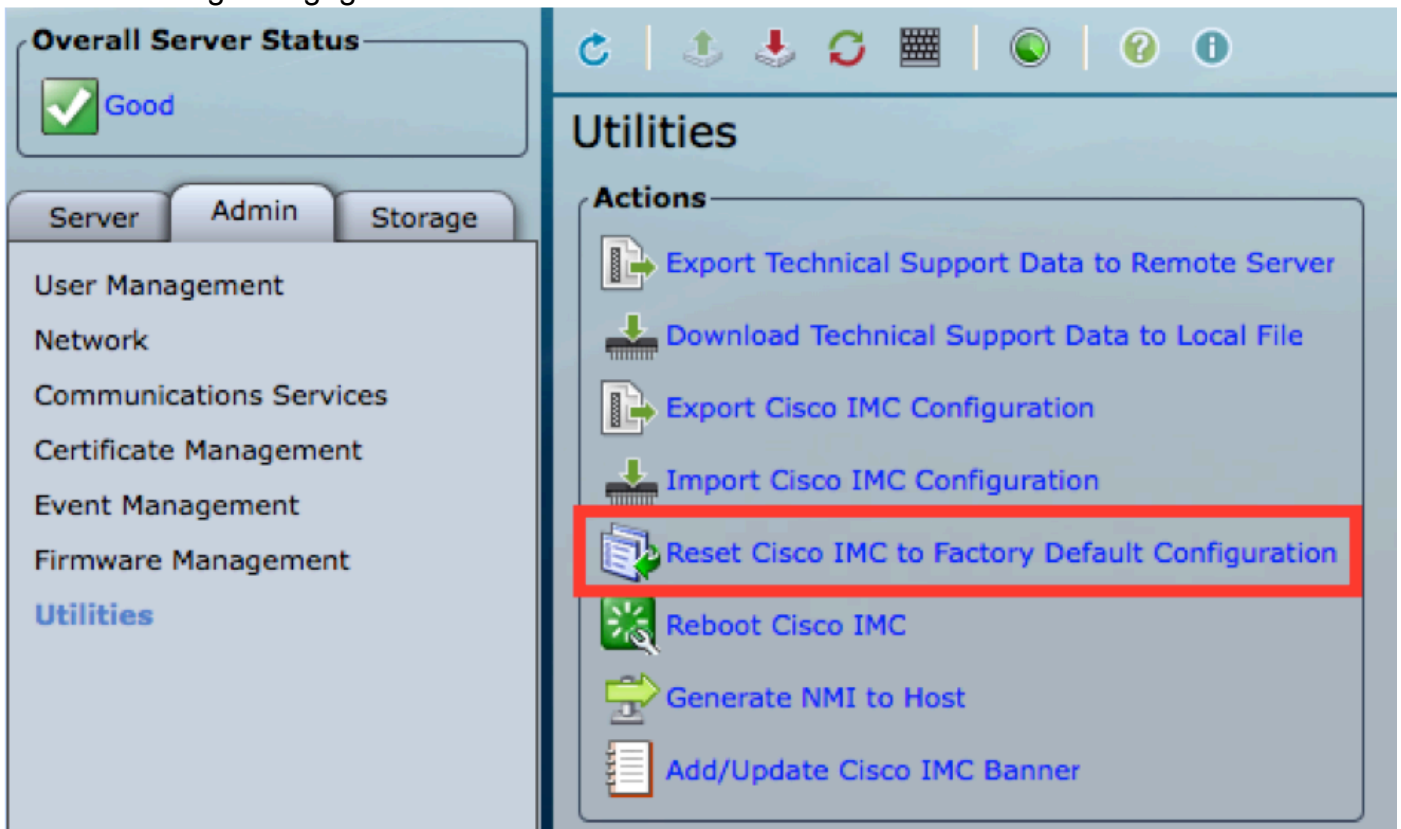 Overall Server Status
Good
Server
Admin
Storage
User Management
Network
Communications Services
Certificate Management
Event Management
Firmware Management
Utilities
Utilities
Actions
Export Technical Support Data to Remote Server
Download Technical Support Data to Local File
Export Cisco IMC Configuration
Import Cisco IMC Configuration
Reset Cisco IMC to Factory Default Configuration
Reboot Cisco IMC
Generate NMI to Host
Add/Update Cisco IMC Banner